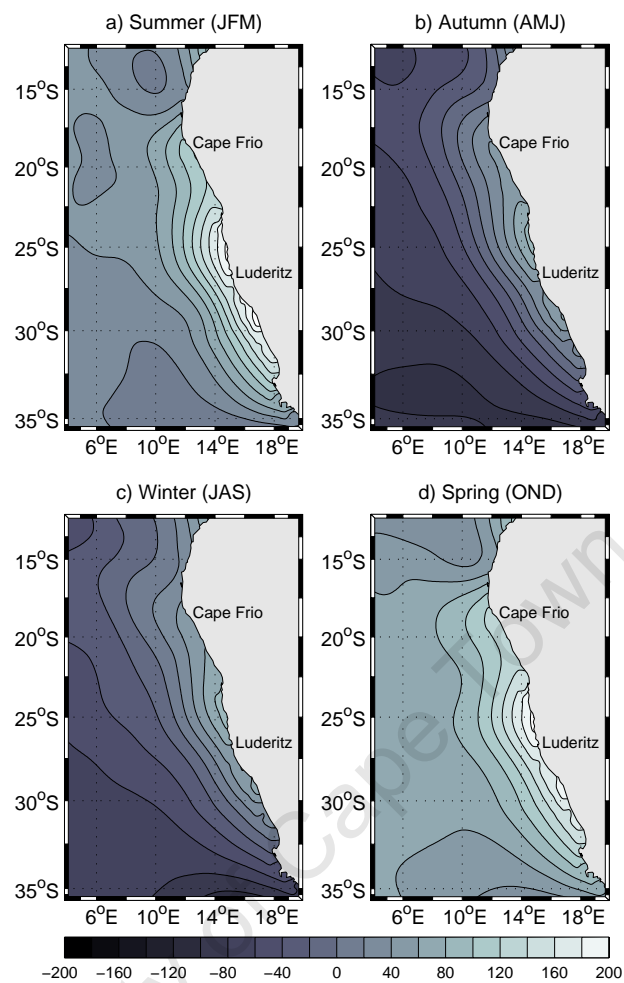 a) Summer (JFM)
b) Autumn (AMJ)
15°S
20°S
25°S
30°S
35°S
Cape Frio
Luderitz
6°E 10°E 14°E 18°E
15°S
20°S
25°S
30°S
35°S
Cape Frio
Luderitz
6°E 10°E 14°E 18°E
c) Winter (JAS)
d) Spring (OND)
15°S
20°S
25°S
30°S
35°S
Cape Frio
Luderitz
6°E 10°E 14°E 18°E
15°S
20°S
25°S
30°S
35°S
Cape Frio
Luderitz
6°E 10°E 14°E 18°E
−200 −160 −120 −80 −40 0 40 80 120 160 200
y of Cape Town